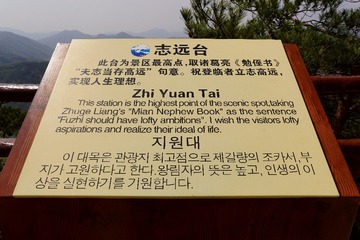 志远台
此台为景区最高点,取诸葛亮《勉侄书》
“夫志当存高远”句意。祝登临者立志高远,
实现人生理想。
Zhi Yuan Tai
This station is the highest point of the scenic spot,taking
Zhuge Liang's "Mian Nephew Book" as the sentence
"Fuzhi should have lofty ambitions". I wish the visitors lofty
aspirations and realize their ideal of life.
지원대
이 대목은 관광지 최고점으로 제갈량의 조카서,부
지가 고원하다고 한다.왕림자의 뜻은 높고, 인생의 이
상을 실현하기를 기원합니다.